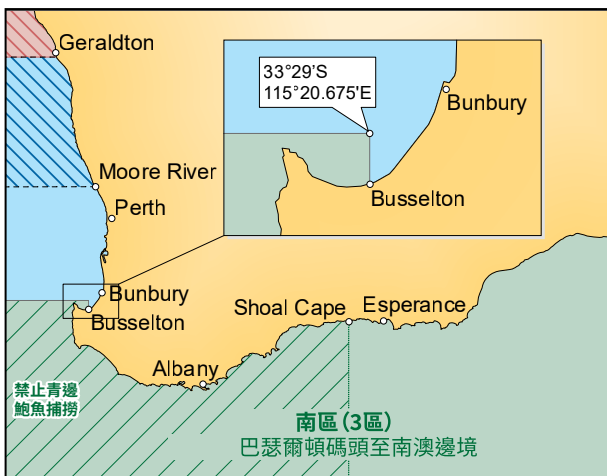 Geraldton
33°29'S
115°20.675'E
Bunbury
Moore River
Busselton
Perth
Bunbury
Busselton
Shoal Cape
Esperance
Albany
禁止青邊
鮑魚捕撈
南區（3區）
巴瑟爾頓碼頭至南澳邊境